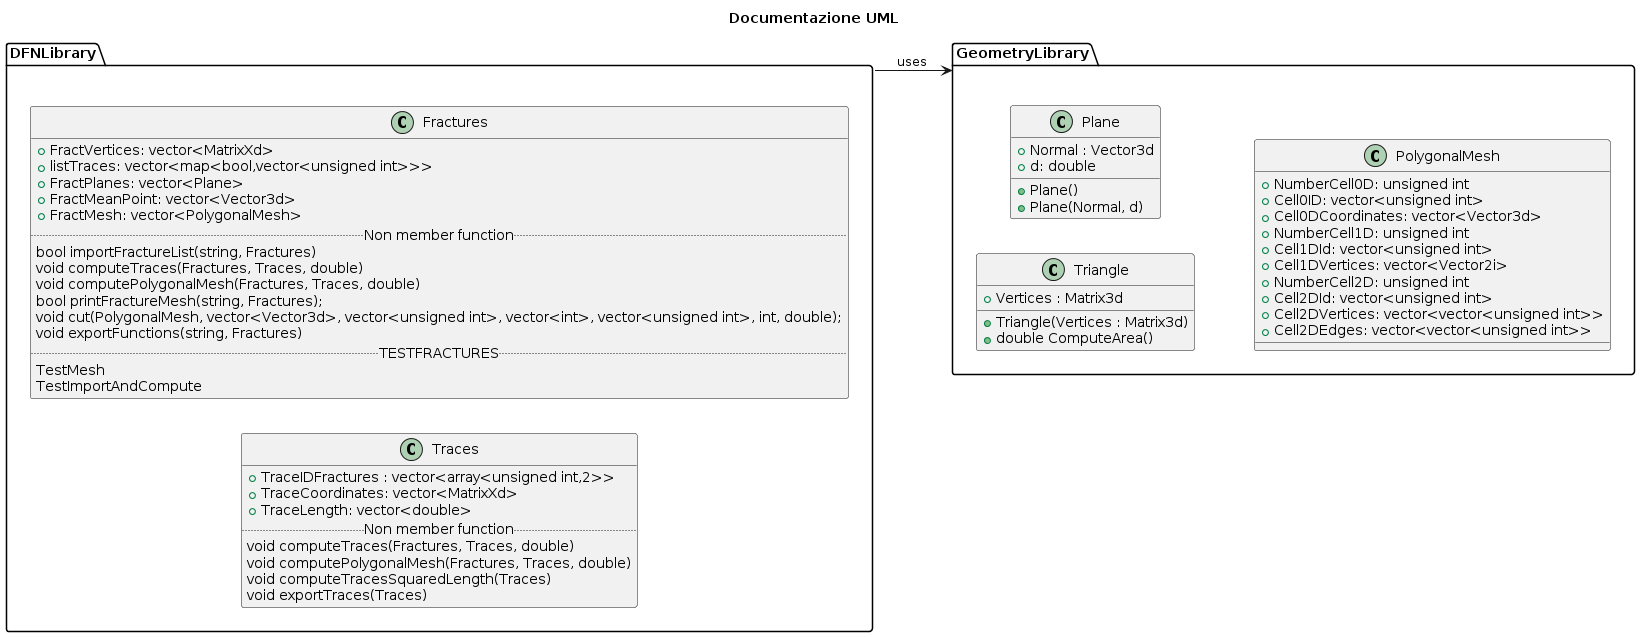 Documentazione UML
DFNLibrary
C Fractures
FractVertices: vector<MatrixXd>
listTraces: vector<map<bool,vector<unsigned int>>>
FractPlanes: vector<Plane>
FractMeanPoint: vector<Vector3d>
FractMesh: vector<PolygonalMesh>
Non member function
bool importFractureList(string, Fractures)
void computeTraces(Fractures, Traces, double)
void computePolygonalMesh(Fractures, Traces, double)
bool printFractureMesh(string, Fractures);
void cut(PolygonalMesh, vector<Vector3d>, vector<unsigned int>, vector<int>, vector<unsigned int>, int, double);
void exportFunctions(string, Fractures)
TESTFRACTURES
TestMesh
TestImportAndCompute
C Traces
TraceIDFractures : vector<array<unsigned int,2>>
TraceCoordinates: vector<MatrixXd>
TraceLength: vector<double>
Non member function
void computeTraces(Fractures, Traces, double)
void computePolygonalMesh(Fractures, Traces, double)
void computeTracesSquaredLength(Traces)
void exportTraces(Traces)
uses
GeometryLibrary
C Plane
Normal : Vector3d
d: double
Plane()
Plane(Normal, d)
C Triangle
Vertices : Matrix3d
Triangle(Vertices : Matrix3d)
double ComputeArea()
C PolygonalMesh
NumberCell0D: unsigned int
Cell0ID: vector<unsigned int>
Cell0DCoordinates: vector<Vector3d>
NumberCell1D: unsigned int
Cell1DId: vector<unsigned int>
Cell1DVertices: vector<Vector2i>
NumberCell2D: unsigned int
Cell2DId: vector<unsigned int>
Cell2DVertices: vector<vector<unsigned int>>
Cell2DEdges: vector<vector<unsigned int>>